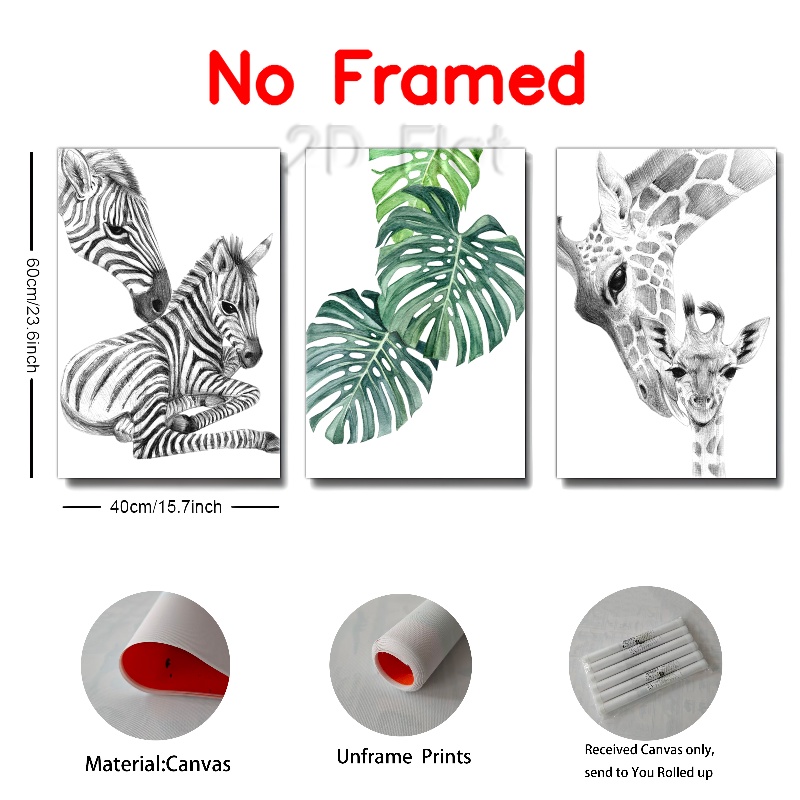 No Framed
2D Flat
60cm/23.6inch
40cm/15.7inch
Material:Canvas
Unframe Prints
Received Canvas only,
send to You Rolled up